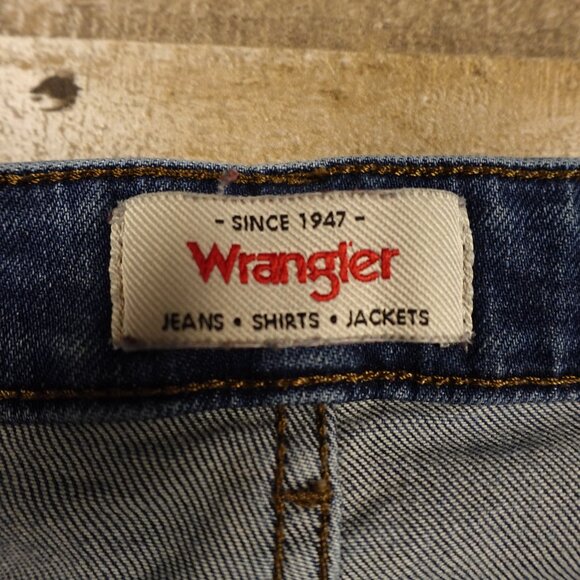 - SINCE 1947 -
Wrangler
JEANS • SHIRTS • JACKETS